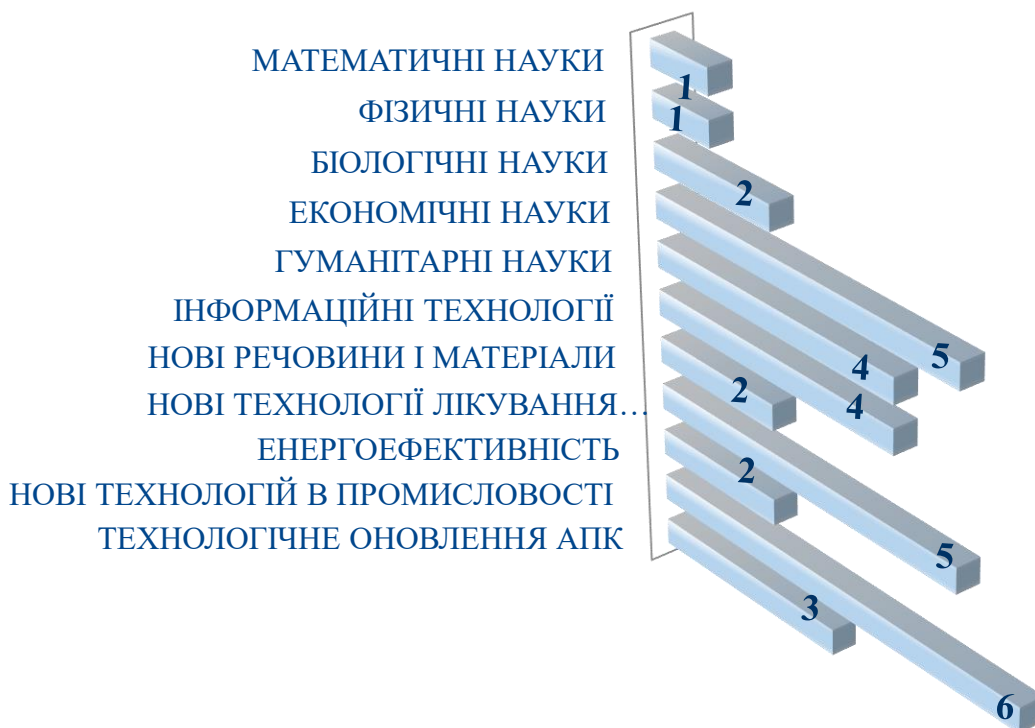 МАТЕМАТИЧНІ НАУКИ
1
ФІЗИЧНІ НАУКИ
1
БІОЛОГІЧНІ НАУКИ
2
ЕКОНОМІЧНІ НАУКИ
5
ГУМАНІТАРНІ НАУКИ
4
ІНФОРМАЦІЙНІ ТЕХНОЛОГІЇ
4
НОВІ РЕЧОВИНИ І МАТЕРІАЛИ
2
НОВІ ТЕХНОЛОГІЇ ЛІКУВАННЯ…
5
ЕНЕРГОЕФЕКТИВНІСТЬ
2
НОВІ ТЕХНОЛОГІЙ В ПРОМИСЛОВОСТІ
6
ТЕХНОЛОГІЧНЕ ОНОВЛЕННЯ АПК
3